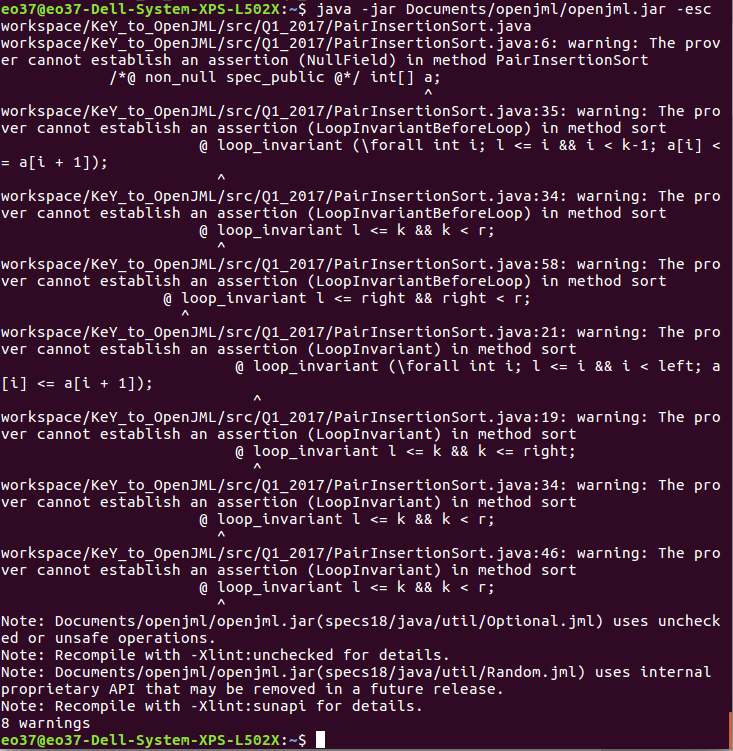 eo37@eo37-Dell-System-XPS-L502X:~$ java -jar Documents/openjml/openjml.jar -esc
workspace/KeY_to_OpenJML/src/Q1_2017/PairInsertionSort.java
workspace/KeY_to_OpenJML/src/Q1_2017/PairInsertionSort.java:6: warning: The prov
er cannot establish an assertion (NullField) in method PairInsertionSort
            /*@ non_null spec_public @*/ int[] a;
                                               ^
workspace/KeY_to_OpenJML/src/Q1_2017/PairInsertionSort.java:35: warning: The pro
ver cannot establish an assertion (LoopInvariantBeforeLoop) in method sort
                      @ loop_invariant (\forall int i; l <= i && i < k-1; a[i] <
= a[i + 1]);
                        ^
workspace/KeY_to_OpenJML/src/Q1_2017/PairInsertionSort.java:34: warning: The pro
ver cannot establish an assertion (LoopInvariantBeforeLoop) in method sort
                      @ loop_invariant l <= k && k < r;
                        ^
workspace/KeY_to_OpenJML/src/Q1_2017/PairInsertionSort.java:58: warning: The pro
ver cannot establish an assertion (LoopInvariantBeforeLoop) in method sort
                  @ loop_invariant l <= right && right < r;
                    ^
workspace/KeY_to_OpenJML/src/Q1_2017/PairInsertionSort.java:21: warning: The pro
ver cannot establish an assertion (LoopInvariant) in method sort
                          @ loop_invariant (\forall int i; l <= i && i < left; a
[i] <= a[i + 1]);
                            ^
workspace/KeY_to_OpenJML/src/Q1_2017/PairInsertionSort.java:19: warning: The pro
ver cannot establish an assertion (LoopInvariant) in method sort
                          @ loop_invariant l <= k && k <= right;
                            ^
workspace/KeY_to_OpenJML/src/Q1_2017/PairInsertionSort.java:34: warning: The pro
ver cannot establish an assertion (LoopInvariant) in method sort
                      @ loop_invariant l <= k && k < r;
                        ^
workspace/KeY_to_OpenJML/src/Q1_2017/PairInsertionSort.java:46: warning: The pro
ver cannot establish an assertion (LoopInvariant) in method sort
                      @ loop_invariant l <= k && k < r;
                        ^
Note: Documents/openjml/openjml.jar(specs18/java/util/Optional.jml) uses uncheck
ed or unsafe operations.
Note: Recompile with -Xlint:unchecked for details.
Note: Documents/openjml/openjml.jar(specs18/java/util/Random.jml) uses internal
proprietary API that may be removed in a future release.
Note: Recompile with -Xlint:sunapi for details.
8 warnings
eo37@eo37-Dell-System-XPS-L502X:~$